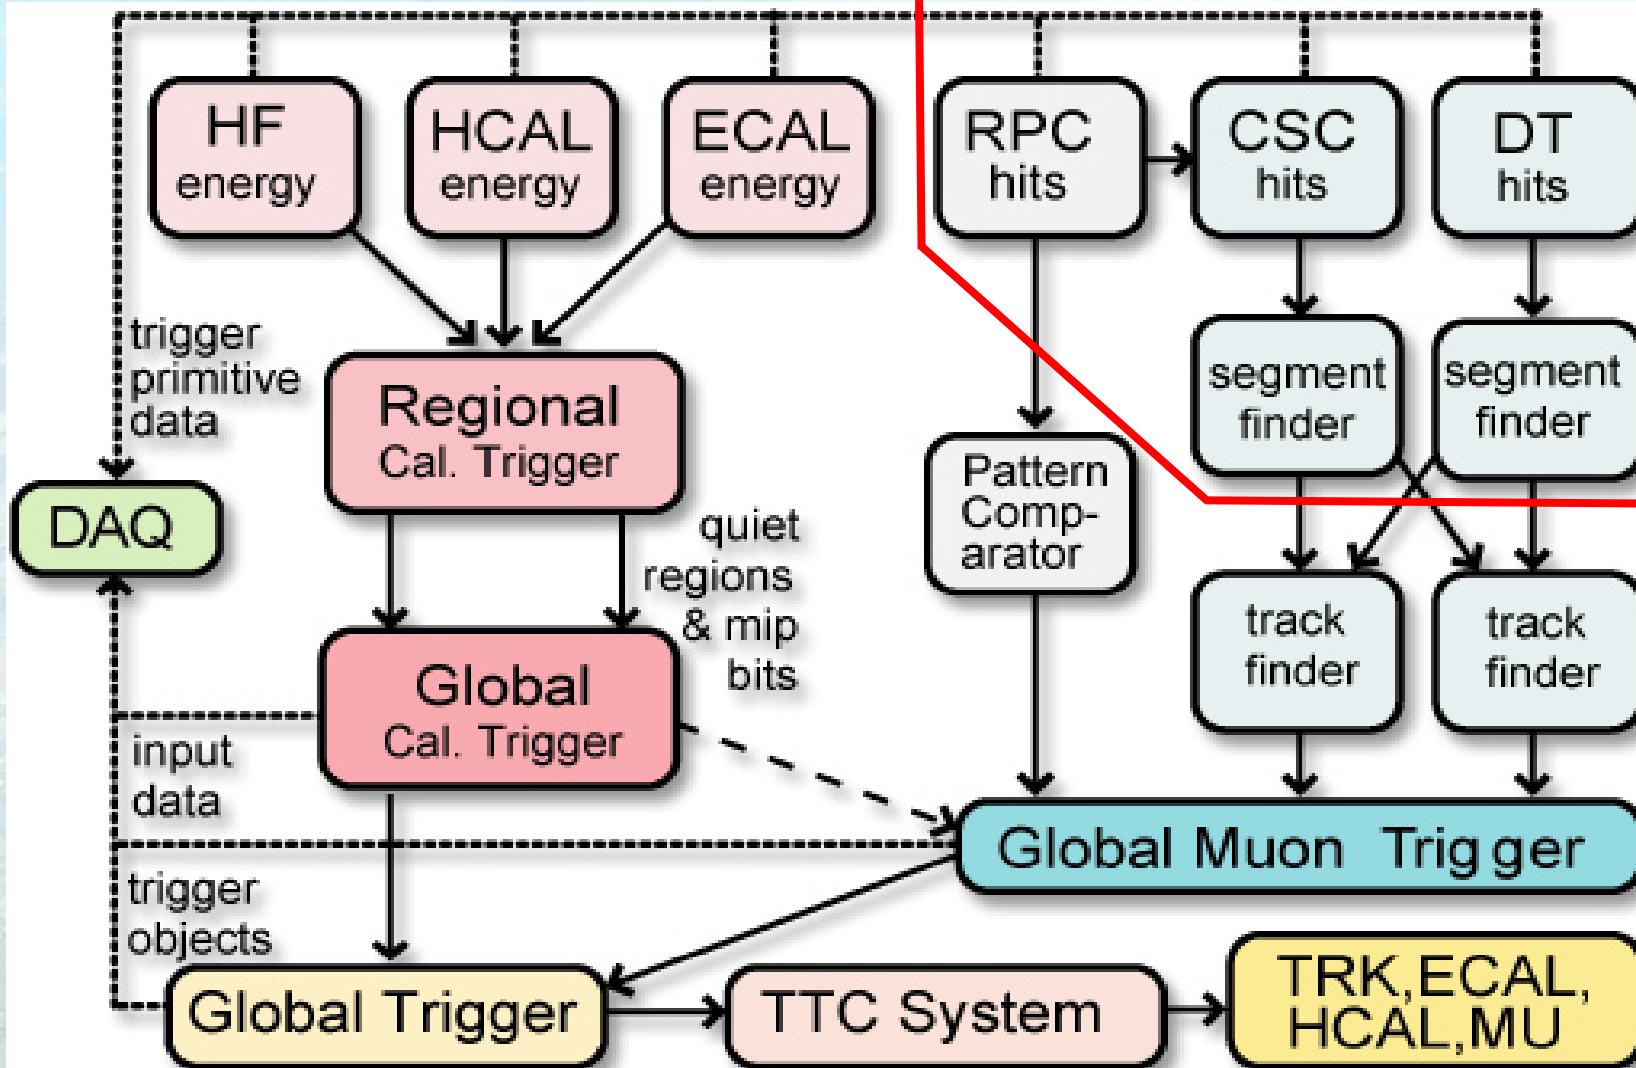 HF
energy
HCAL
energy
ECAL
energy
RPC
hits
CSC
hits
DT
hits
trigger
primitive
data
Regional
Cal. Trigger
segment
finder
segment
finder
DAQ
Pattern
Comp-
arator
quiet
regions
& mip
bits
track
finder
track
finder
Global
Cal. Trigger
input
data
Global Muon Trigger
trigger
objects
Global Trigger
TTC System
TRK,ECAL,
HCAL,MU